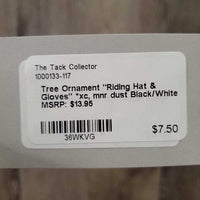 The Tack Collector
1000133-117
Tree Ornament "Riding Hat &
Gloves" *xc, mnr dust Black/White
MSRP: $13.95
36WKVG
$7.50